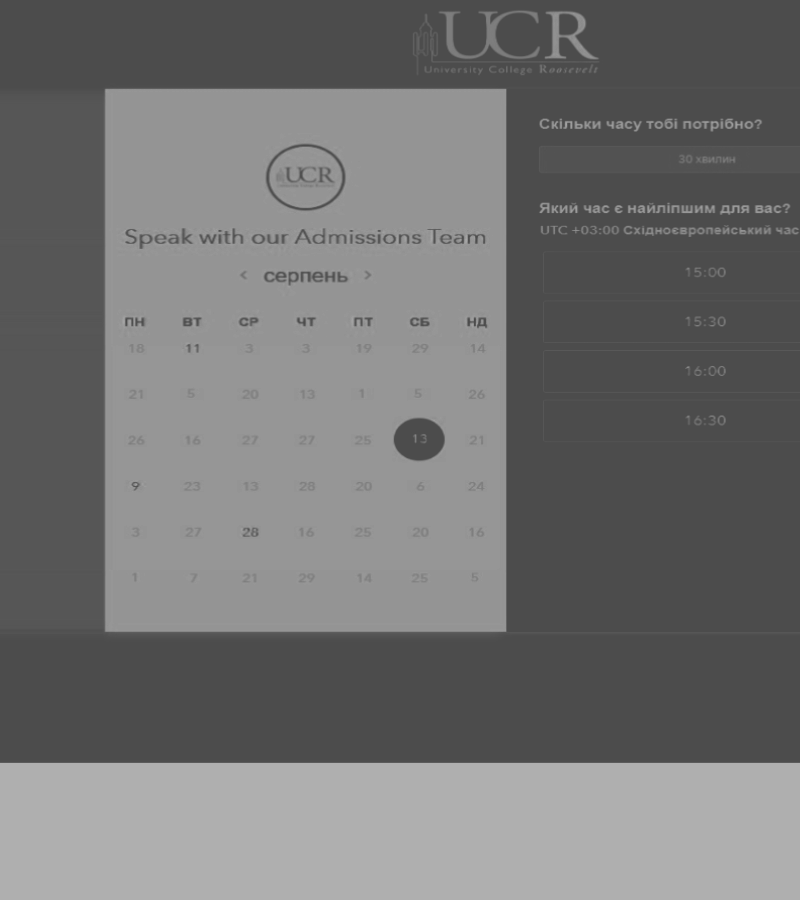 UCR
University College Roosevelt
UCR
Speak with our Admissions Team
< серпень >
ПН ВТ СР ЧТ ПТ СБ НД
18 11 3 3 19 29 14
21 5 20 13 1 5 26
26 16 27 27 25 13 21
9 23 13 28 20 6 24
3 27 28 16 25 20 16
1 7 21 29 14 25 5
Скільки часу тобі потрібно?
30 хвилин
Який час є найліпшим для вас?
UTC +03:00 Східноєвропейський час
15:00
15:30
16:00
16:30